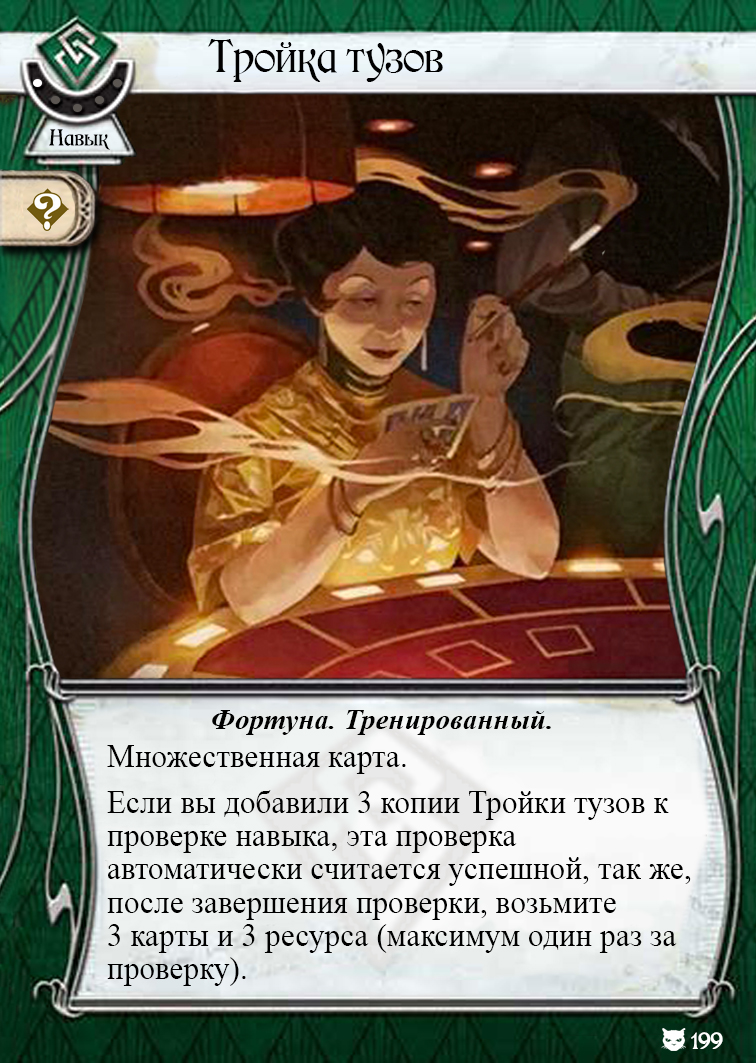 Тройка тузов
Навык
?
Фортуна. Тренированный.
Множественная карта.
Если вы добавили 3 копии Тройки тузов к
проверке навыка, эта проверка
автоматически считается успешной, так же,
после завершения проверки, возьмите
3 карты и 3 ресурса (максимум один раз за
проверку).
199